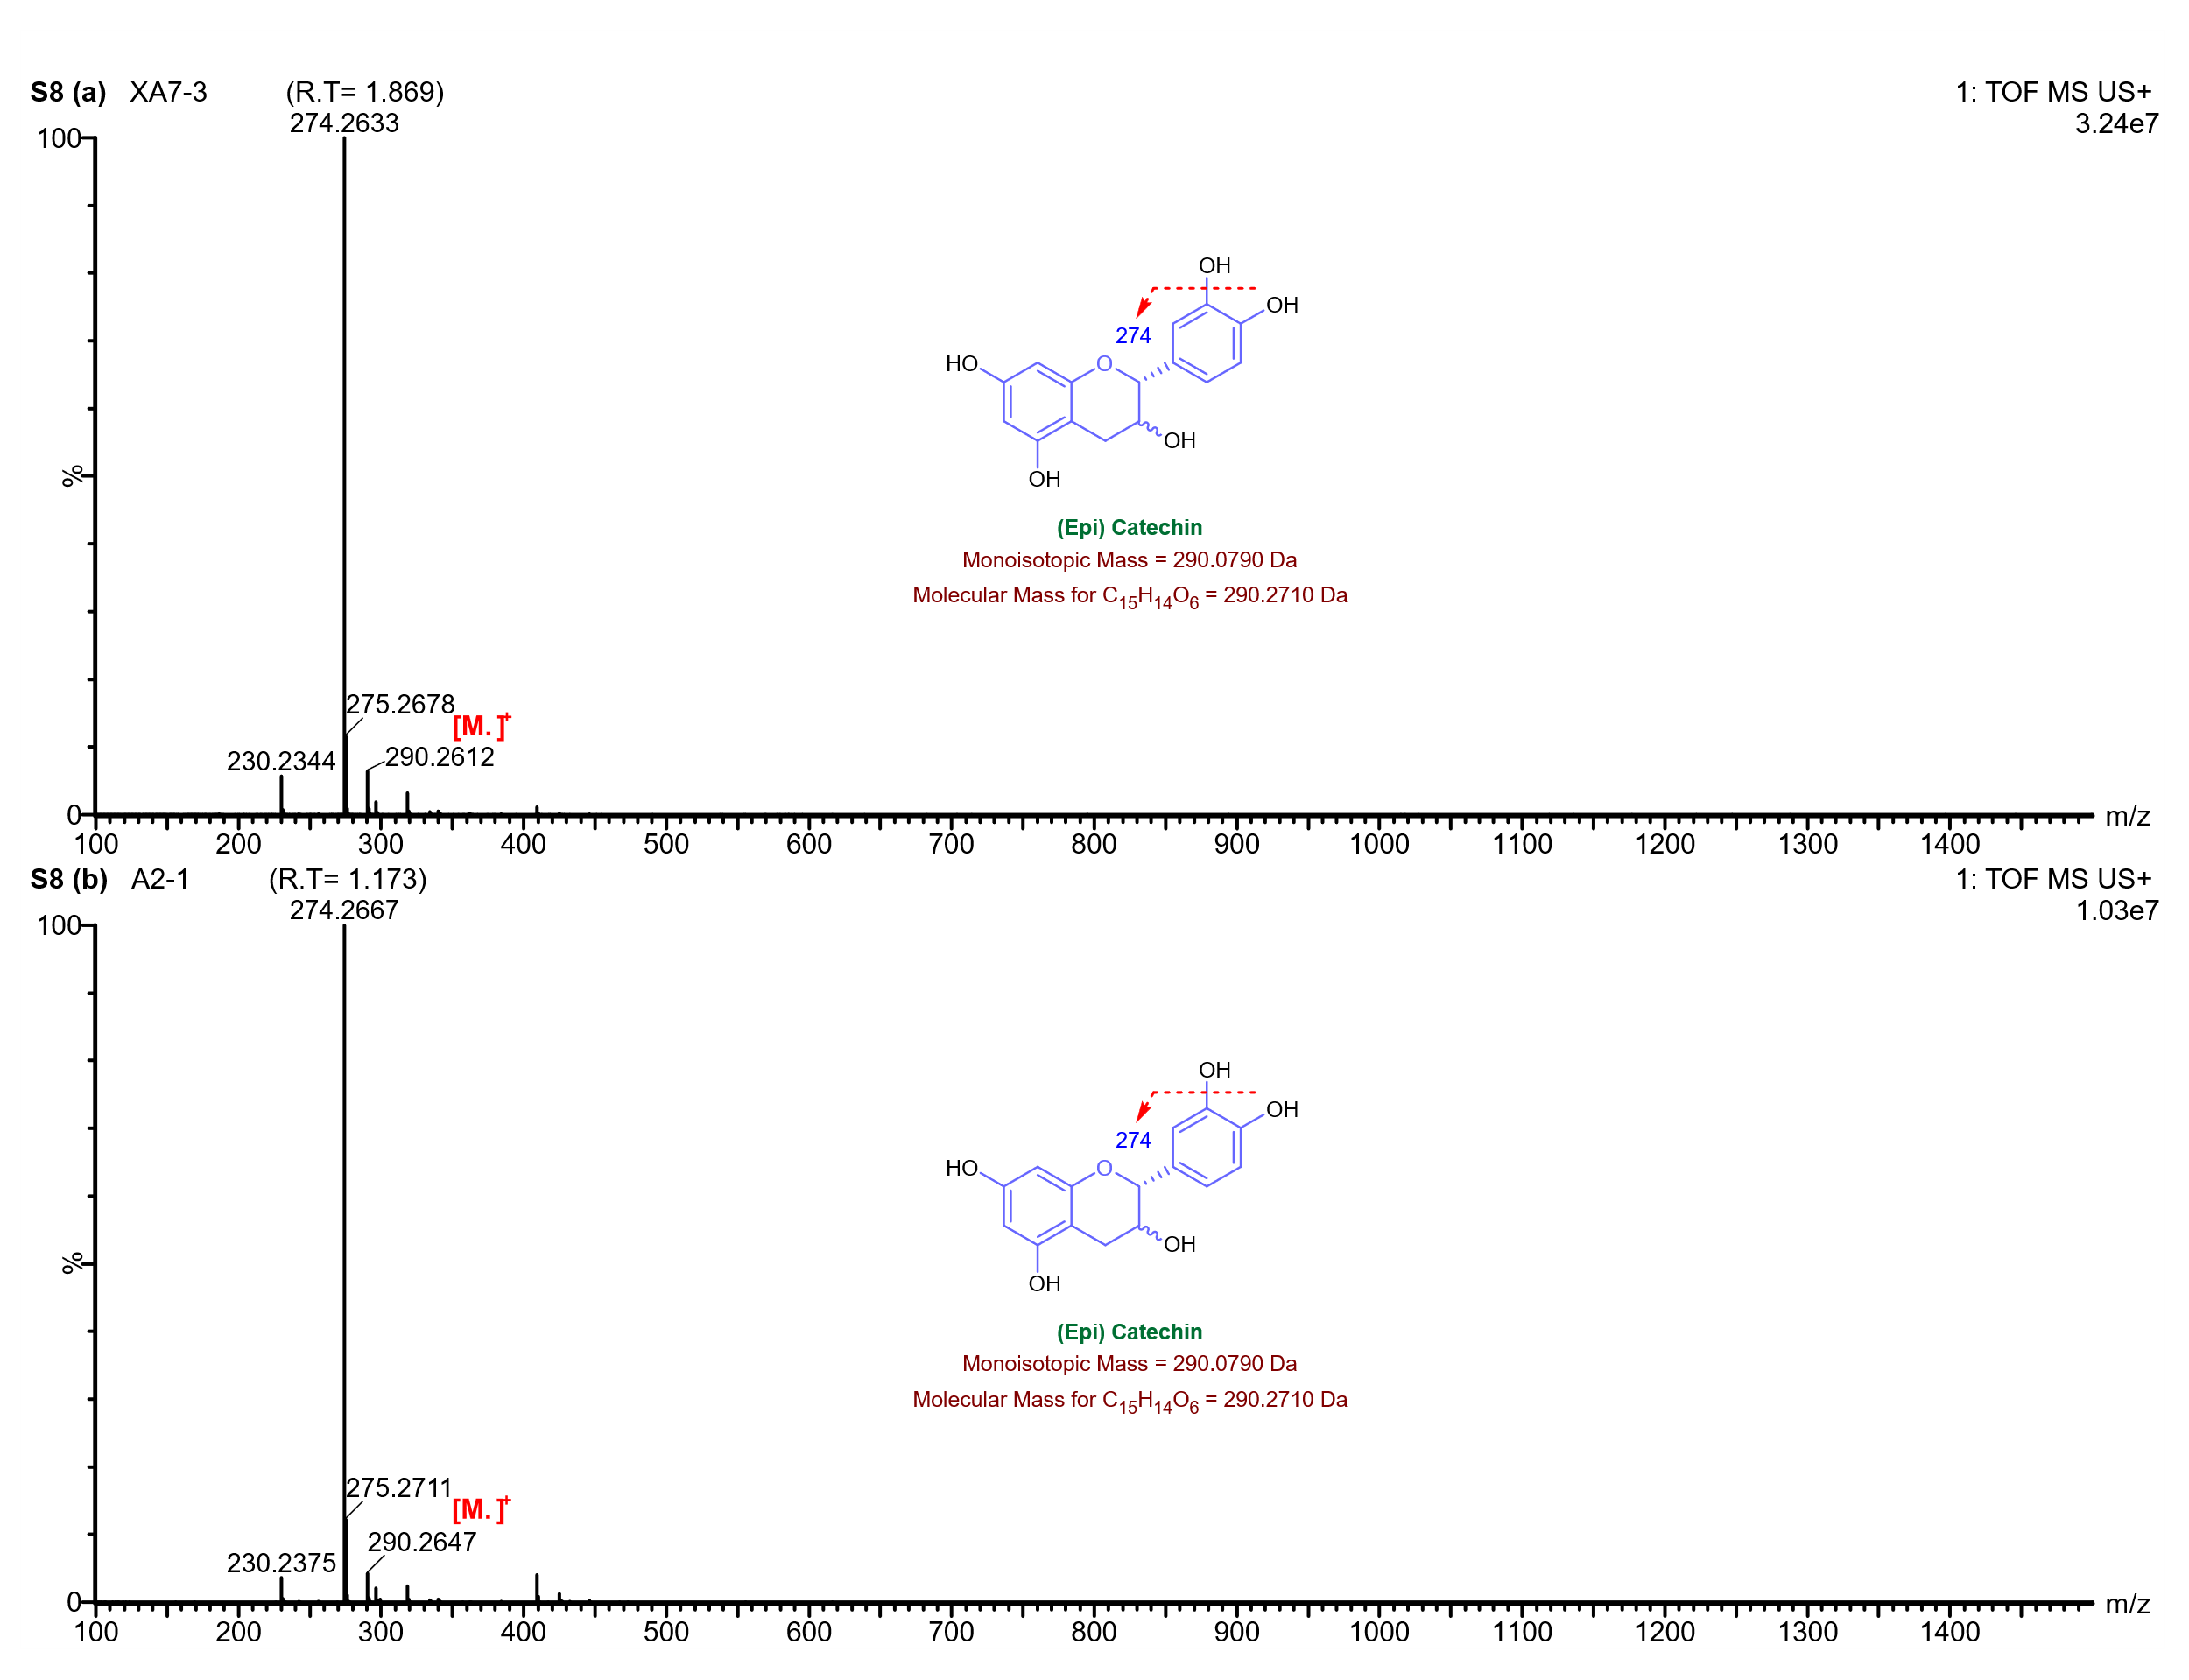 S8 (a) XA7-3 (R.T= 1.869) 1: TOF MS US+
274.2633 3.24e7
100
OH
OH
274
HO O
OH
%
OH
(Epi) Catechin
Monoisotopic Mass = 290.0790 Da
Molecular Mass for C15H14O6 = 290.2710 Da
275.2678
[M.]+
230.2344 290.2612
0 m/z
100 200 300 400 500 600 700 800 900 1000 1100 1200 1300 1400
S8 (b) A2-1 (R.T= 1.173) 1: TOF MS US+
274.2667 1.03e7
100
OH
OH
274
HO O
OH
%
OH
(Epi) Catechin
Monoisotopic Mass = 290.0790 Da
Molecular Mass for C15H14O6 = 290.2710 Da
275.2711
[M.]+
290.2647
230.2375
0 m/z
100 200 300 400 500 600 700 800 900 1000 1100 1200 1300 1400